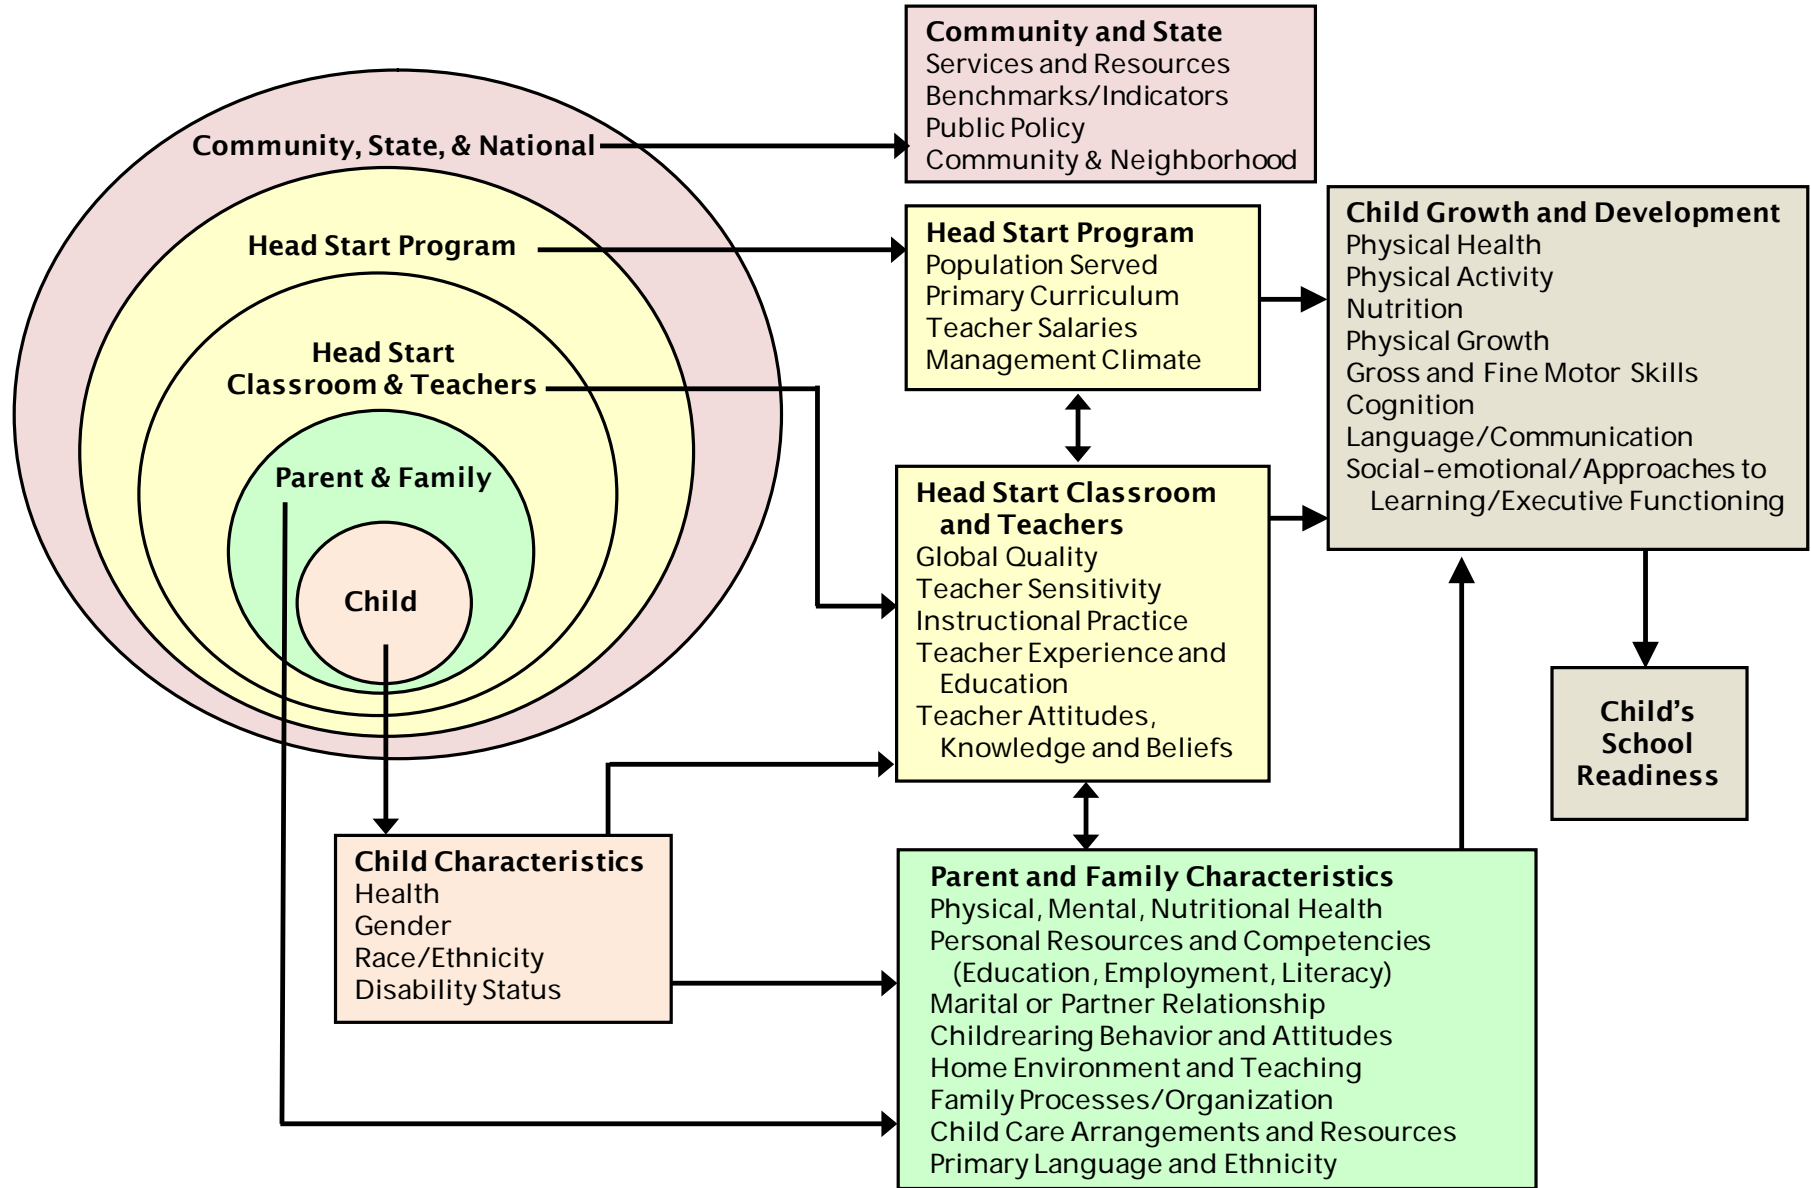 Community, State, & National
Head Start Program
Head Start
Classroom & Teachers
Parent & Family
Child
Community and State
Services and Resources
Benchmarks/Indicators
Public Policy
Community & Neighborhood
Head Start Program
Population Served
Primary Curriculum
Teacher Salaries
Management Climate
Head Start Classroom
and Teachers
Global Quality
Teacher Sensitivity
Instructional Practice
Teacher Experience and
Education
Teacher Attitudes,
Knowledge and Beliefs
Child Characteristics
Health
Gender
Race/Ethnicity
Disability Status
Parent and Family Characteristics
Physical, Mental, Nutritional Health
Personal Resources and Competencies
(Education, Employment, Literacy)
Marital or Partner Relationship
Childrearing Behavior and Attitudes
Home Environment and Teaching
Family Processes/Organization
Child Care Arrangements and Resources
Primary Language and Ethnicity
Child Growth and Development
Physical Health
Physical Activity
Nutrition
Physical Growth
Gross and Fine Motor Skills
Cognition
Language/Communication
Social-emotional/Approaches to
Learning/Executive Functioning
Child's
School
Readiness